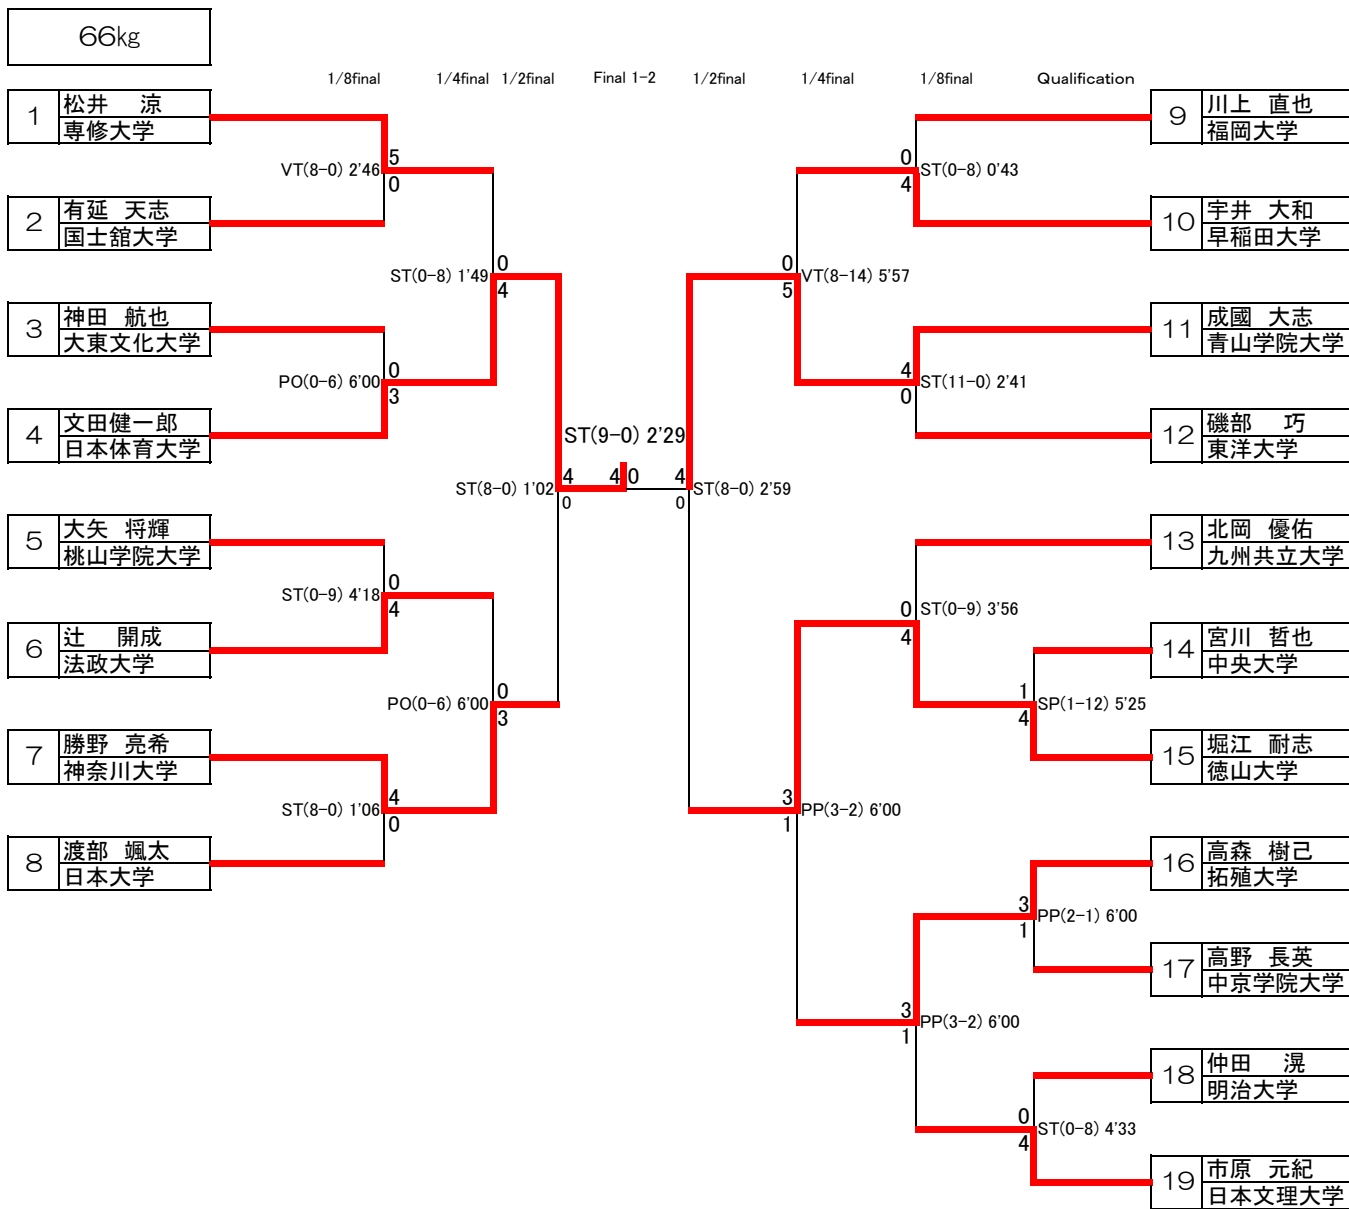 66kg
1/8final 1/4final 1/2final Final 1-2 1/2final 1/4final 1/8final Qualification
1 松井 涼
専修大学
VT(8-0) 2'46
5
0
2 有延 天志
国士舘大学
ST(0-8) 1'49
0
4
3 神田 航也
大東文化大学
PO(0-6) 6'00
0
3
4 文田健一郎
日本体育大学
ST(9-0) 2'29
4 0
ST(8-0) 1'02
4
0
5 大矢 将輝
桃山学院大学
ST(0-9) 4'18
0
4
6 辻 開成
法政大学
PO(0-6) 6'00
0
3
7 勝野 亮希
神奈川大学
ST(8-0) 1'06
4
0
8 渡部 颯太
日本大学
9 川上 直也
福岡大学
0
4
ST(0-8) 0'43
10 宇井 大和
早稲田大学
0
5
VT(8-14) 5'57
11 成國 大志
青山学院大学
4
0
ST(11-0) 2'41
12 磯部 巧
東洋大学
4
0
ST(8-0) 2'59
13 北岡 優佑
九州共立大学
0
4
ST(0-9) 3'56
14 宮川 哲也
中央大学
1
4
SP(1-12) 5'25
15 堀江 耐志
徳山大学
3
1
PP(3-2) 6'00
16 高森 樹己
拓殖大学
3
1
PP(2-1) 6'00
17 高野 長英
中京学院大学
3
1
PP(3-2) 6'00
18 仲田 滉
明治大学
0
4
ST(0-8) 4'33
19 市原 元紀
日本文理大学